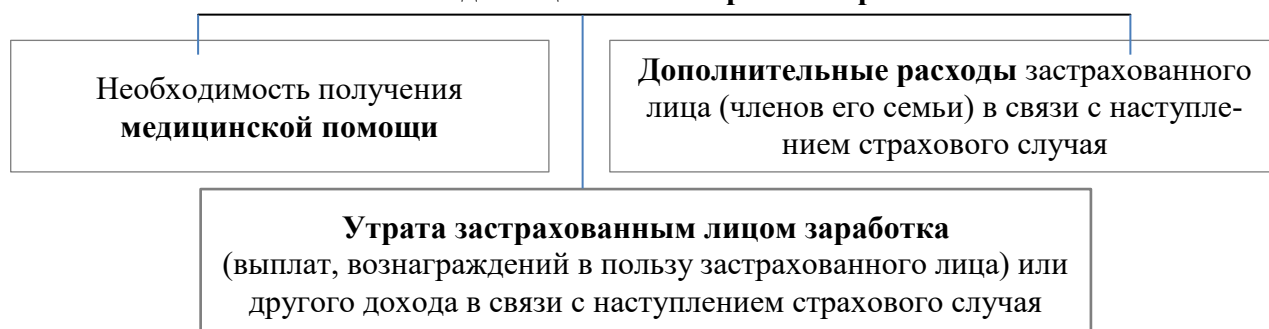 Необходимость получения
медицинской помощи
Дополнительные расходы застрахованного
лица (членов его семьи) в связи с наступле-
нием страхового случая
Утрата застрахованным лицом заработка
(выплат, вознаграждений в пользу застрахованного лица) или
другого дохода в связи с наступлением страхового случая